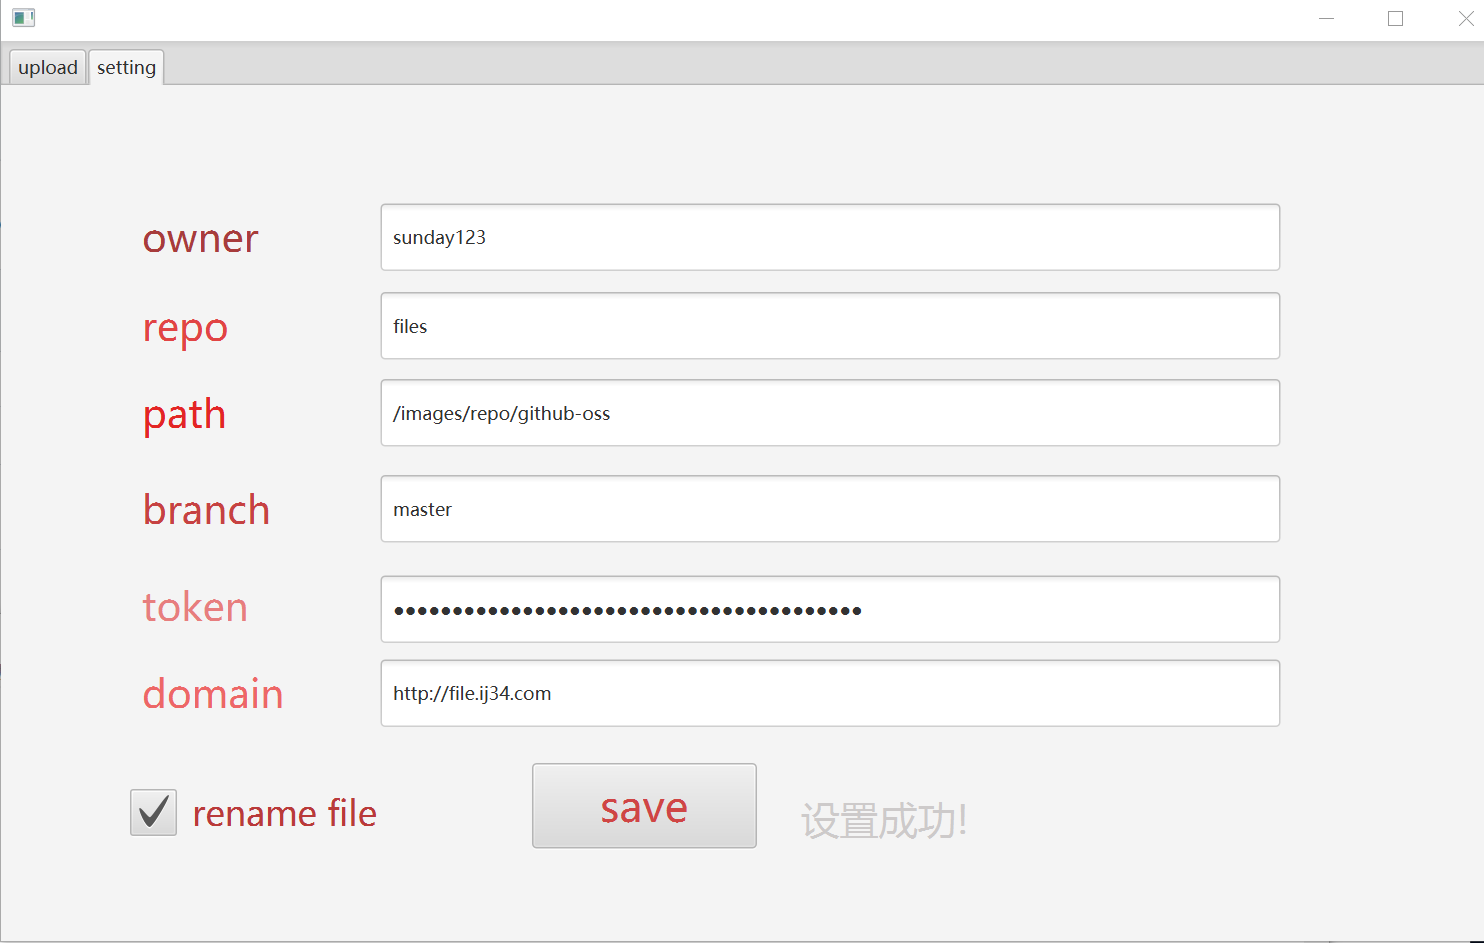 upload setting
owner sunday123
repo files
path /images/repo/github-oss
branch master
token ••••••••••••••••••••••••••••••••••••••••
domain http://file.ij34.com
rename file save 设置成功!